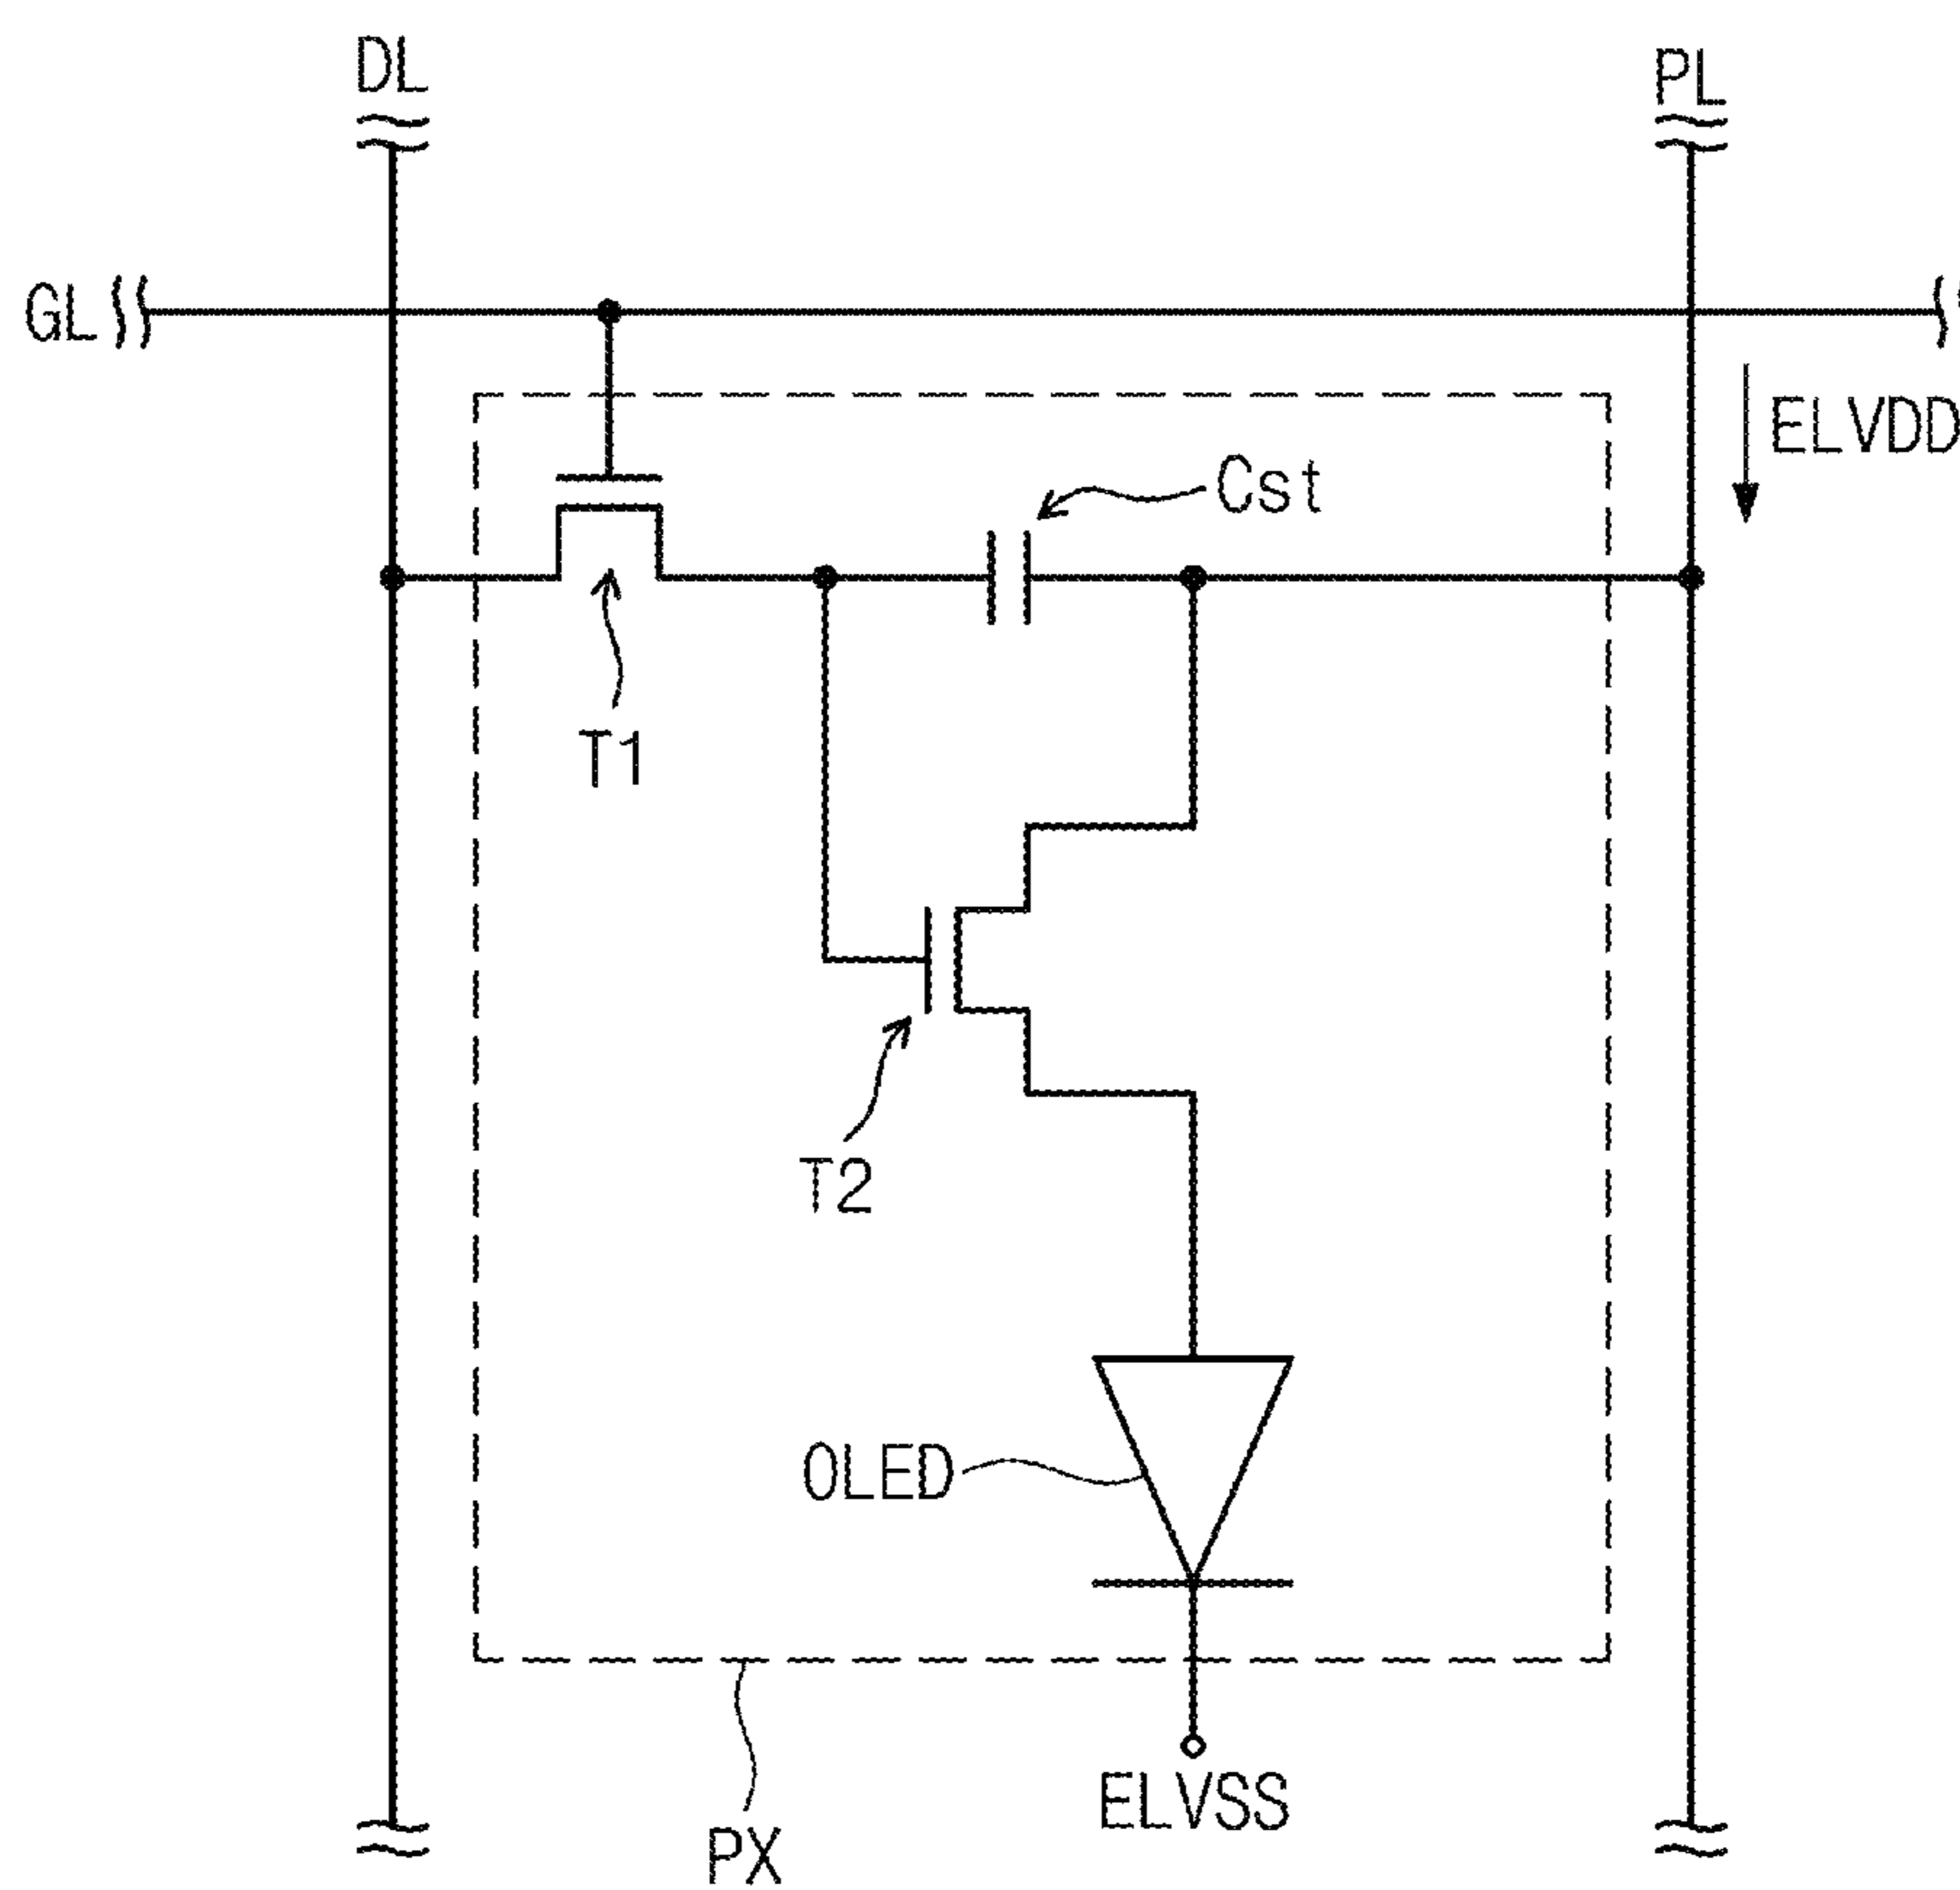 DL
PL
GL
ELVDD
Cst
T1
T2
OLED
ELVSS
PX